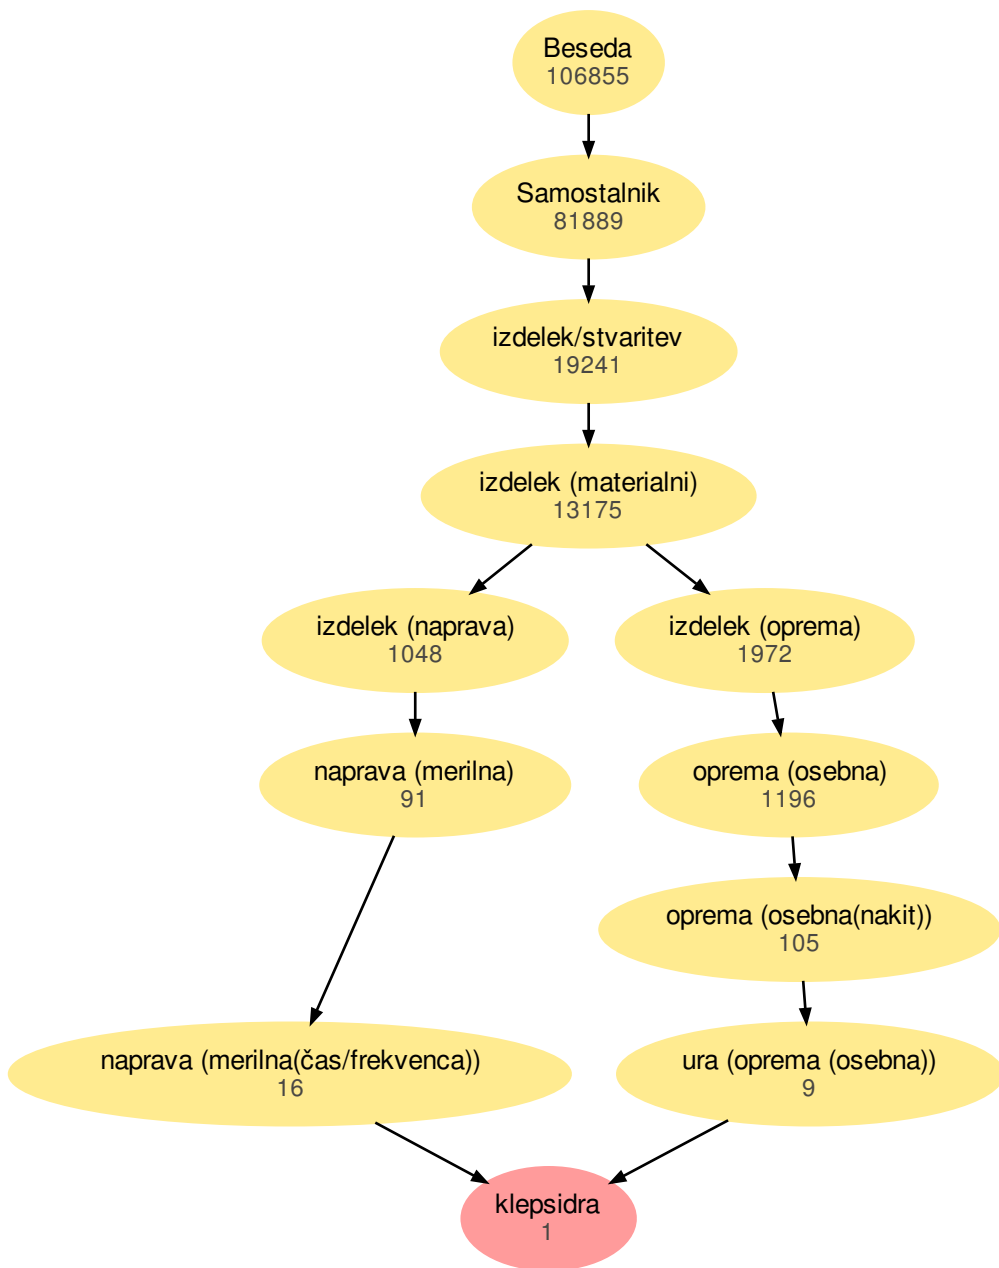 Beseda
106855
Samostalnik
81889
izdelek/stvaritev
19241
izdelek (materialni)
13175
izdelek (naprava)
1048
izdelek (oprema)
1972
naprava (merilna)
91
oprema (osebna)
1196
oprema (osebna(nakit))
105
naprava (merilna(čas/frekvenca))
16
ura (oprema (osebna))
9
klepsidra
1